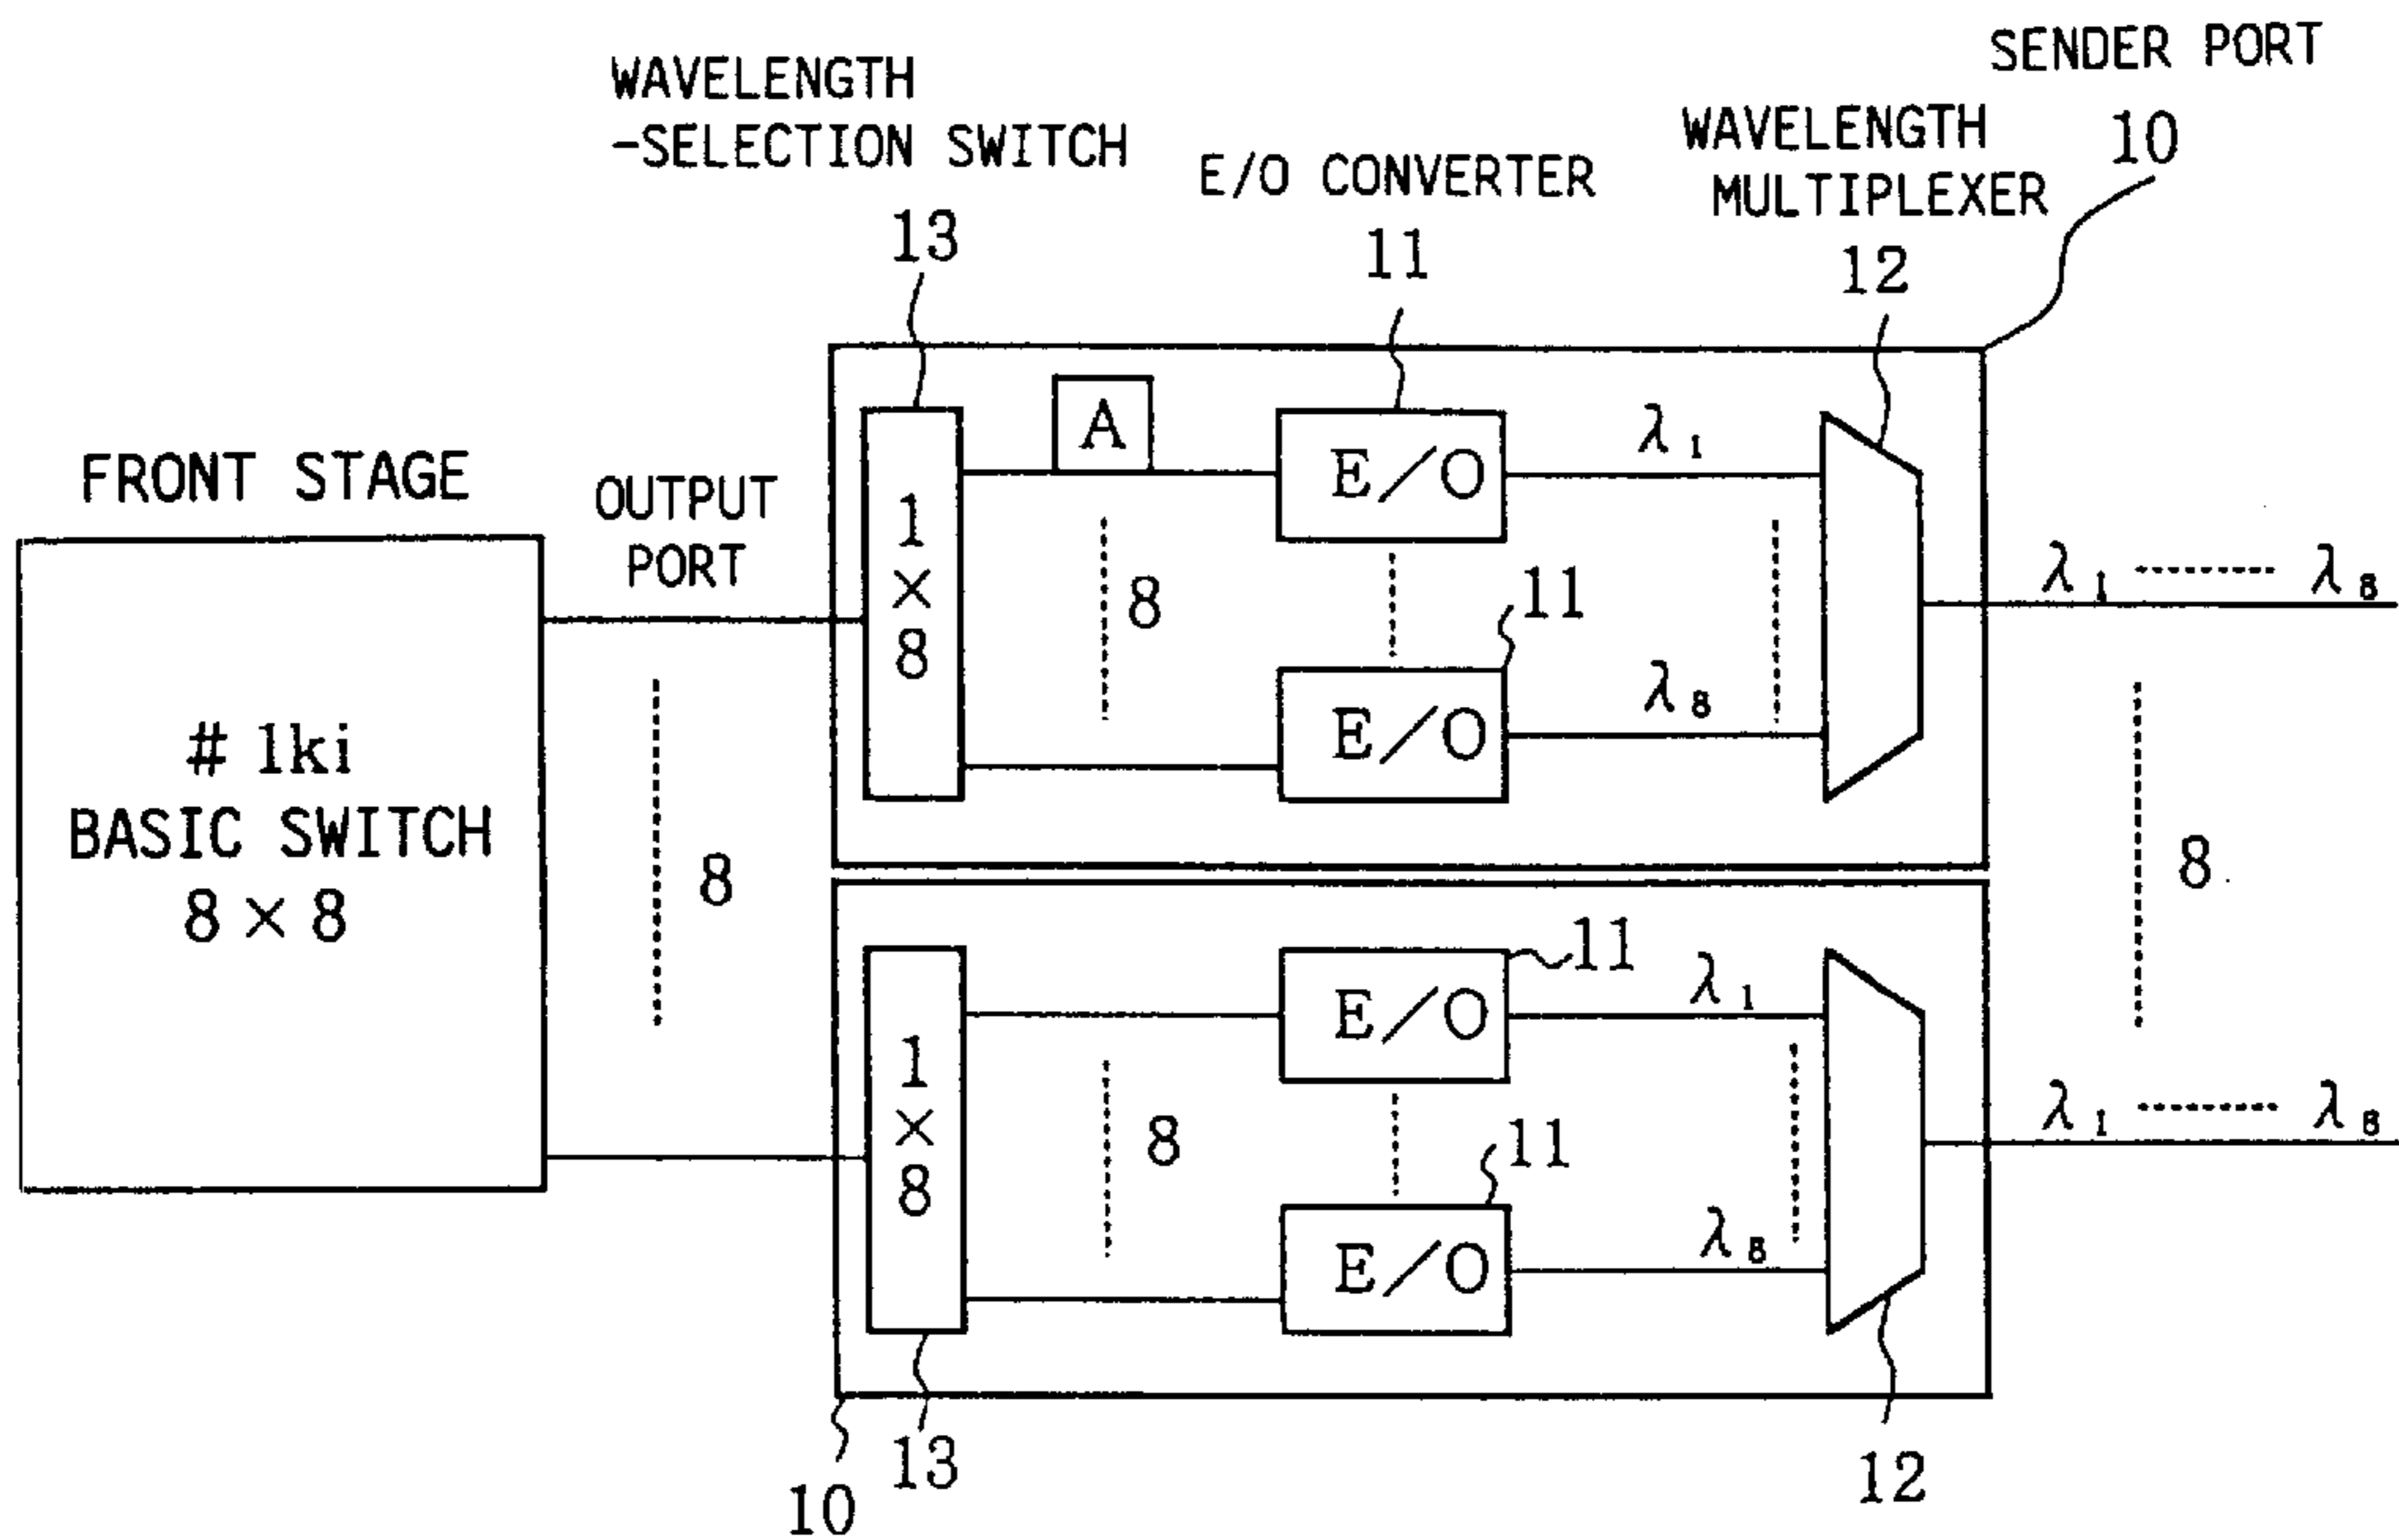 SENDER PORT
10
WAVELENGTH
-SELECTION SWITCH
13
E/O CONVERTER
11
WAVELENGTH
MULTIPLEXER
12
FRONT STAGE
OUTPUT
PORT
# 1ki
BASIC SWITCH
8 × 8
8
1
×
8
A
8
E/O
λ1
11
E/O
λ8
λ1 λ8
8
1
×
8
8
E/O
11
λ1
E/O
11
λ8
λ1 λ8
10
13
12